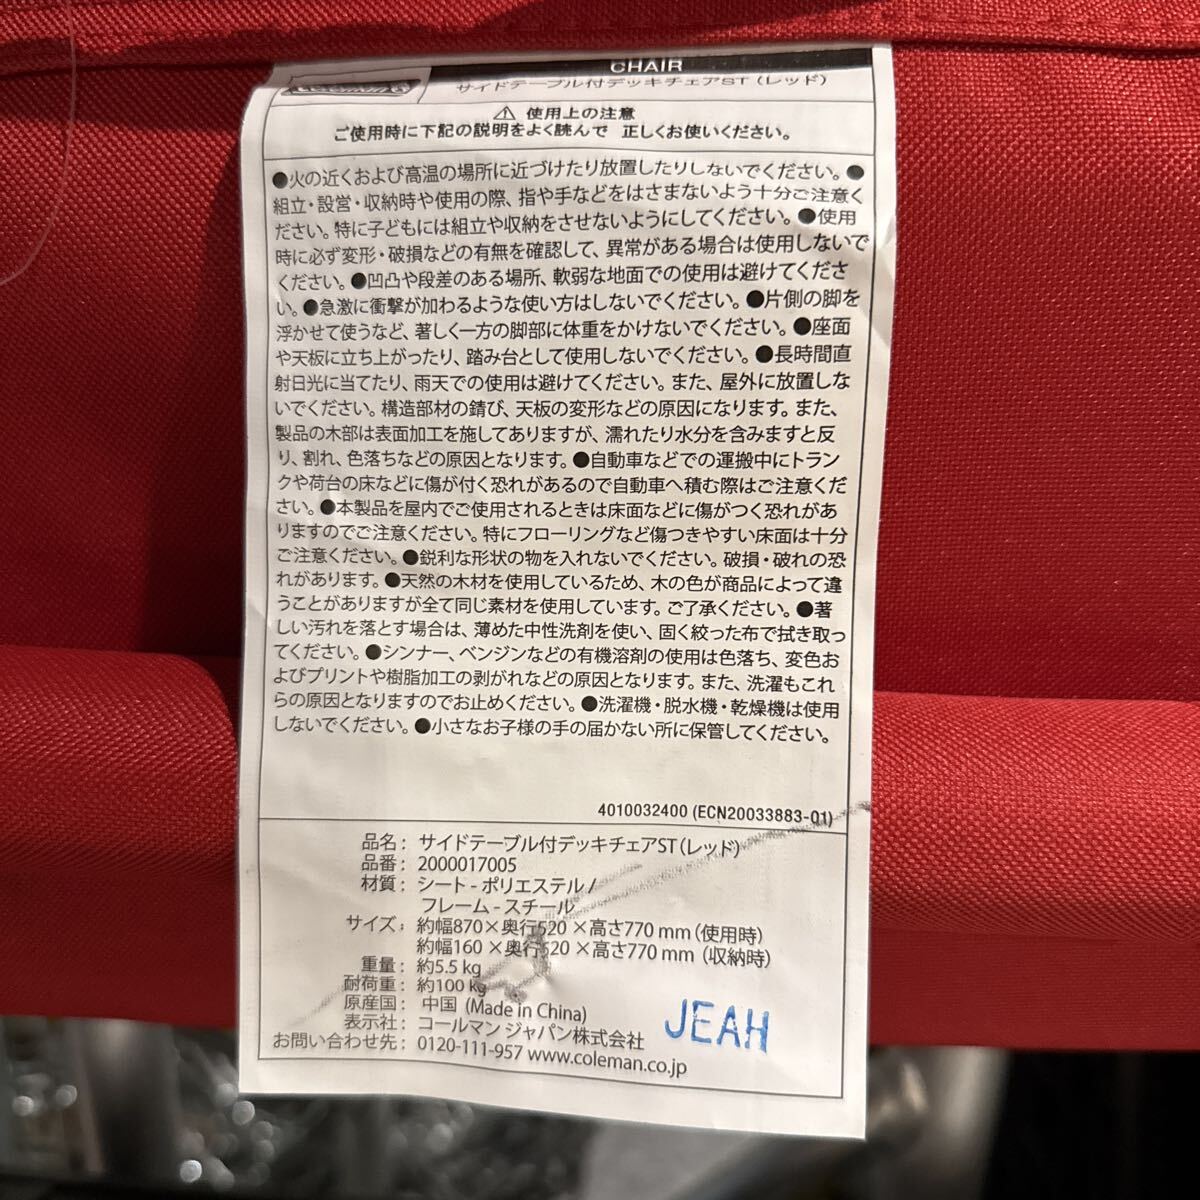 CHAIR
Coleman
サイドテーブル付デッキチェアST（レッド）
⚠ 使用上の注意
ご使用時に下記の説明をよく読んで 正しくお使いください。
●火の近くおよび高温の場所に近づけたり放置したりしないでください。●
組立・設営・収納時や使用の際、指や手などをはさまないよう十分ご注意く
ださい。特に子どもには組立や収納をさせないようにしてください。●使用
時に必ず変形・破損などの有無を確認して、異常がある場合は使用しないで
ください。●凹凸や段差のある場所、軟弱な地面での使用は避けてくださ
い。●急激に衝撃が加わるような使い方はしないでください。●片側の脚を
浮かせて使うなど、著しく一方の脚部に体重をかけないでください。●座面
や天板に立ち上がったり、踏み台として使用しないでください。●長時間直
射日光に当てたり、雨天での使用は避けてください。また、屋外に放置しな
いでください。構造部材の錆び、天板の変形などの原因になります。また、
製品の木部は表面加工を施してありますが、濡れたり水分を含みますと反
り、割れ、色落ちなどの原因となります。●自動車などでの運搬中にトラン
クや荷台の床などに傷が付く恐れがあるので自動車へ積む際はご注意くだ
さい。●本製品を屋内でご使用されるときは床面などに傷がつく恐れがあ
りますのでご注意ください。特にフローリングなど傷つきやすい床面は十分
ご注意ください。●鋭利な形状の物を入れないでください。破損・破れの恐
れがあります。●天然の木材を使用しているため、木の色が商品によって違
うことがありますが全て同じ素材を使用しています。ご了承ください。●著
しい汚れを落とす場合は、薄めた中性洗剤を使い、固く絞った布で拭き取っ
てください。●シンナー、ベンジンなどの有機溶剤の使用は色落ち、変色お
よびプリントや樹脂加工の剥がれなどの原因となります。また、洗濯もこれ
らの原因となりますのでお止めください。●洗濯機・脱水機・乾燥機は使用
しないでください。●小さなお子様の手の届かない所に保管してください。
4010032400 (ECN20033883-01)
品名： サイドテーブル付デッキチェアST（レッド）
品番： 2000017005
材質： シート - ポリエステル /
フレーム - スチール
サイズ： 約幅870×奥行520×高さ770 mm（使用時）
約幅160×奥行520×高さ770 mm（収納時）
重量： 約5.5 kg
耐荷重： 約100 kg
原産国： 中国 (Made in China)
表示社： コールマン ジャパン株式会社
お問い合わせ先： 0120-111-957 www.coleman.co.jp
JEAH